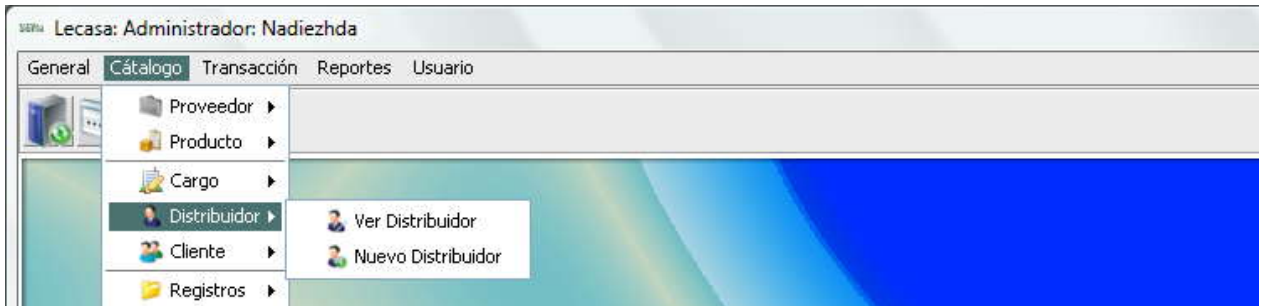 Lecasa: Administrador: Nadiezhda
General Cátalogo Transacción Reportes Usuario
Proveedor
Producto
Cargo
Distribuidor
Ver Distribuidor
Cliente
Nuevo Distribuidor
Registros